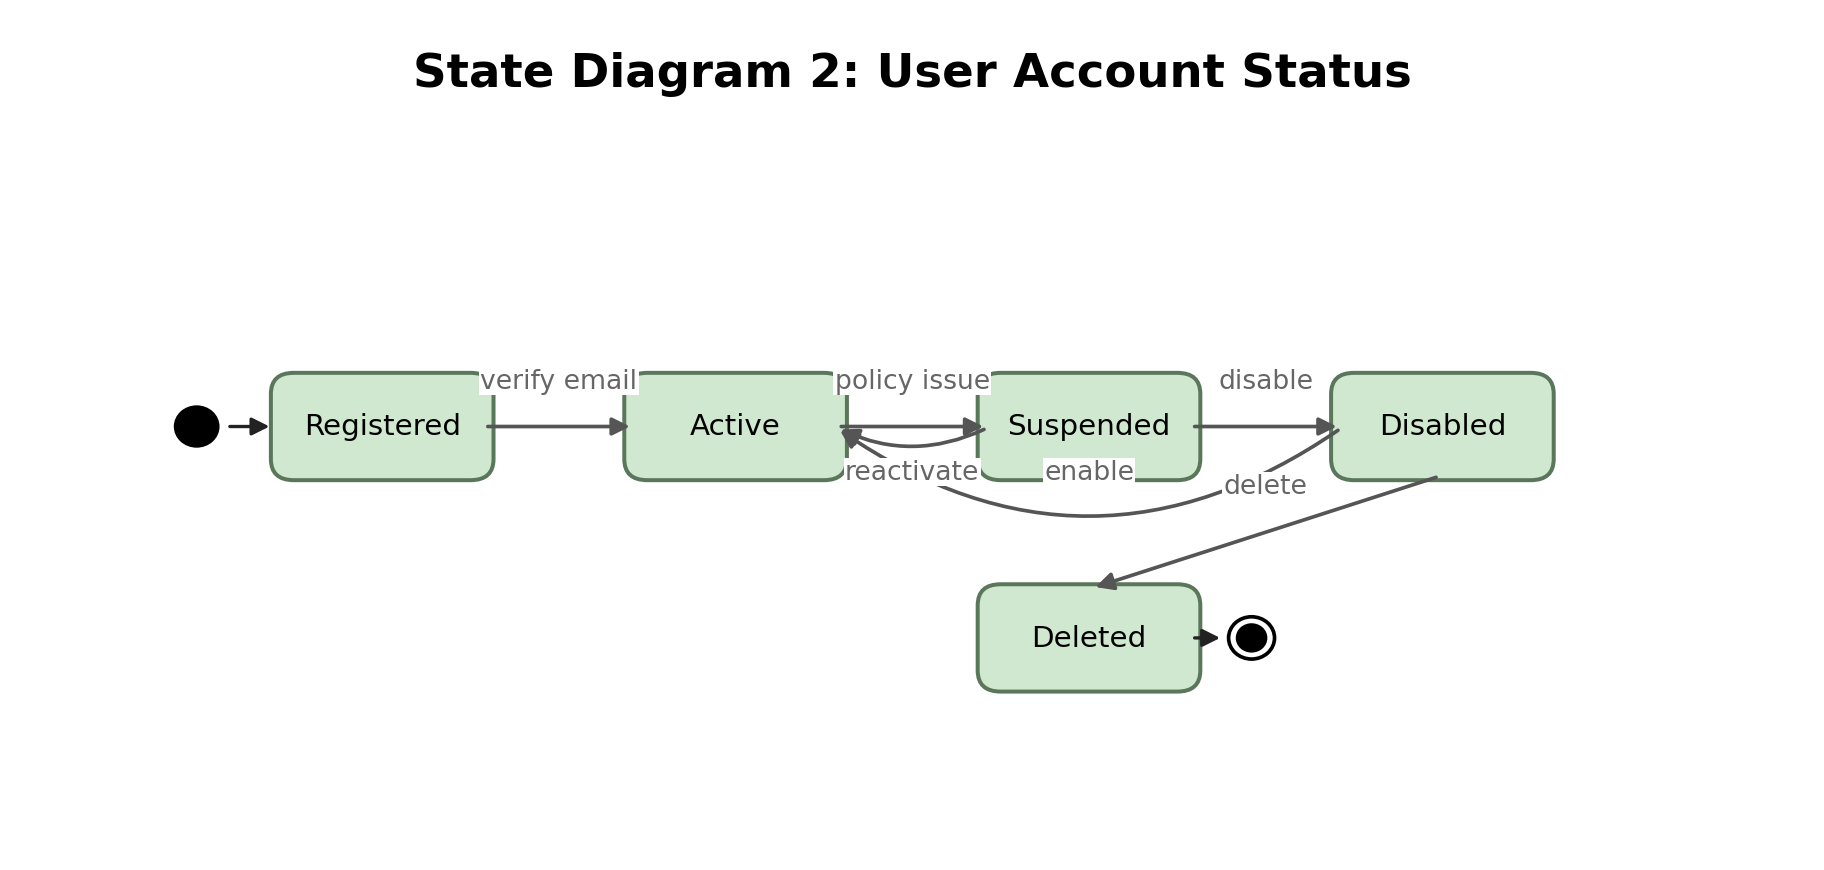 State Diagram 2: User Account Status
verify email
policy issue
disable
Registered
Active
Suspended
Disabled
reactivate
enable
delete
Deleted